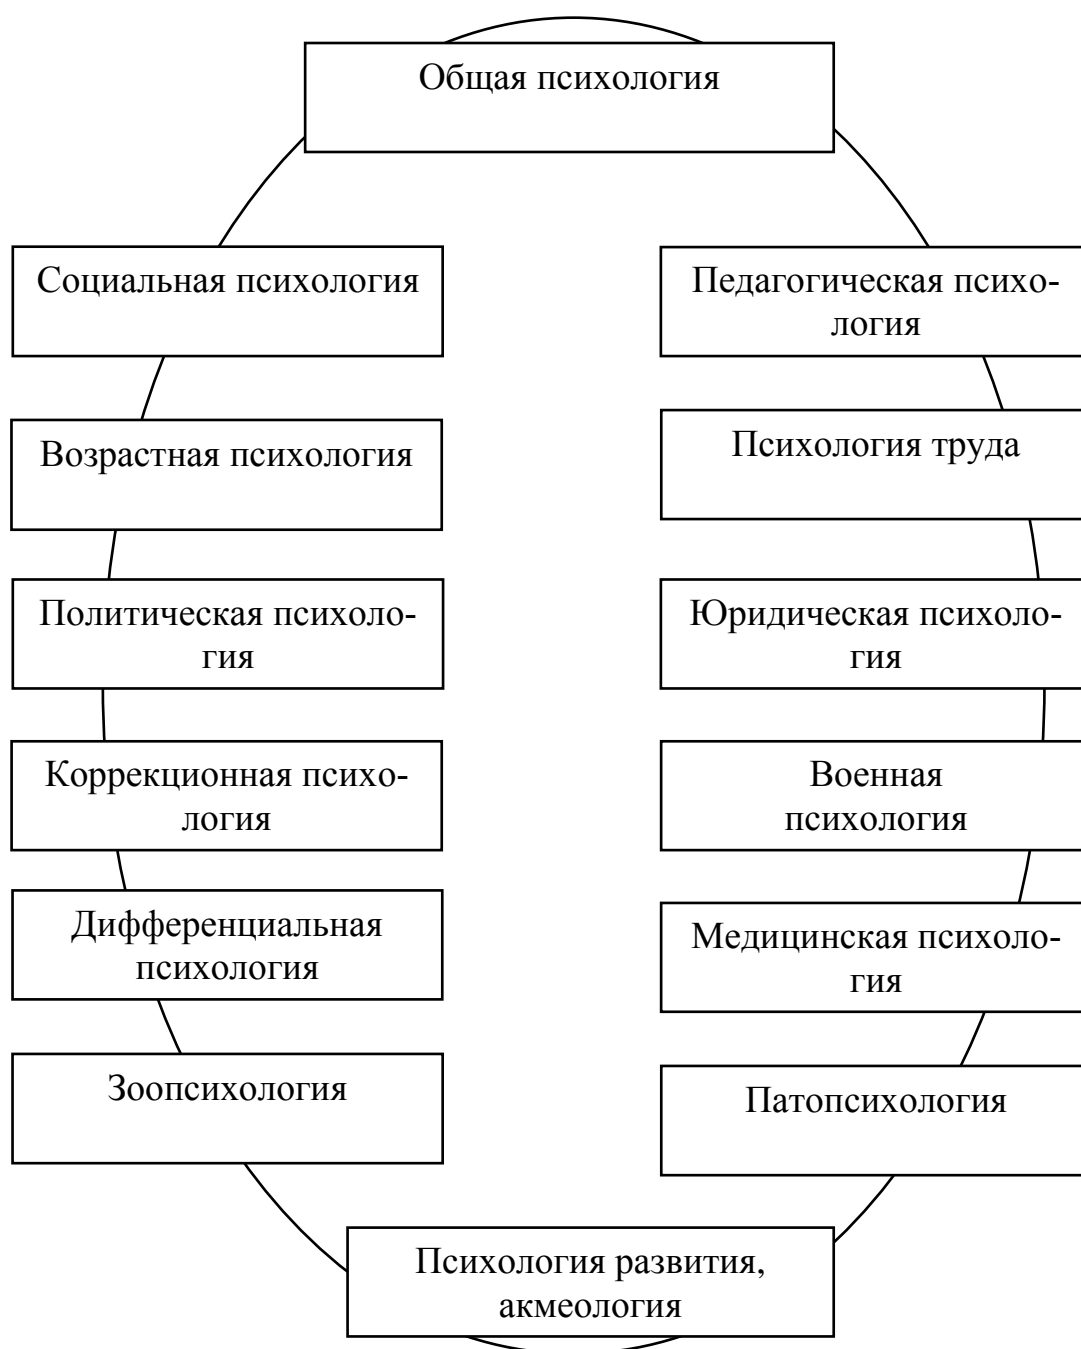 Общая психология
Социальная психология
Педагогическая психо-
логия
Возрастная психология
Психология труда
Политическая психоло-
гия
Юридическая психоло-
гия
Коррекционная психо-
логия
Военная
психология
Дифференциальная
психология
Медицинская психоло-
гия
Зоопсихология
Патопсихология
Психология развития,
акмеология